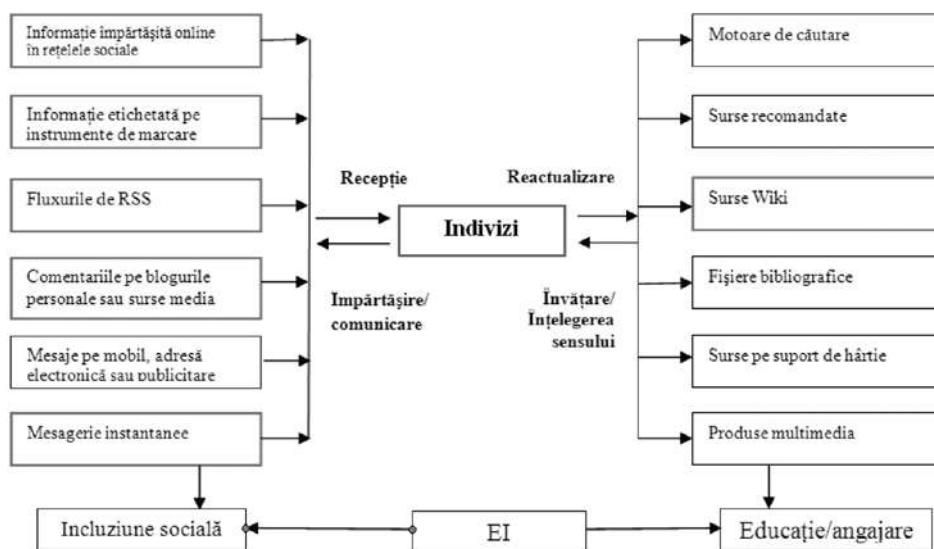 Informație împărtășită online
în rețelele sociale
Informație etichetată pe
instrumente de marcare
Fluxurile de RSS
Comentariile pe blogurile
personale sau surse media
Mesaje pe mobil, adresă
electronică sau publicitare
Mesagerie instantanee
Recepție
Reactualizare
Indivizi
Împărtășire/
comunicare
Învățare/
Înțelegerea
sensului
Motoare de căutare
Surse recomandate
Surse Wiki
Fișiere bibliografice
Surse pe suport de hârtie
Produse multimedia
Incluziune socială
EI
Educație/angajare